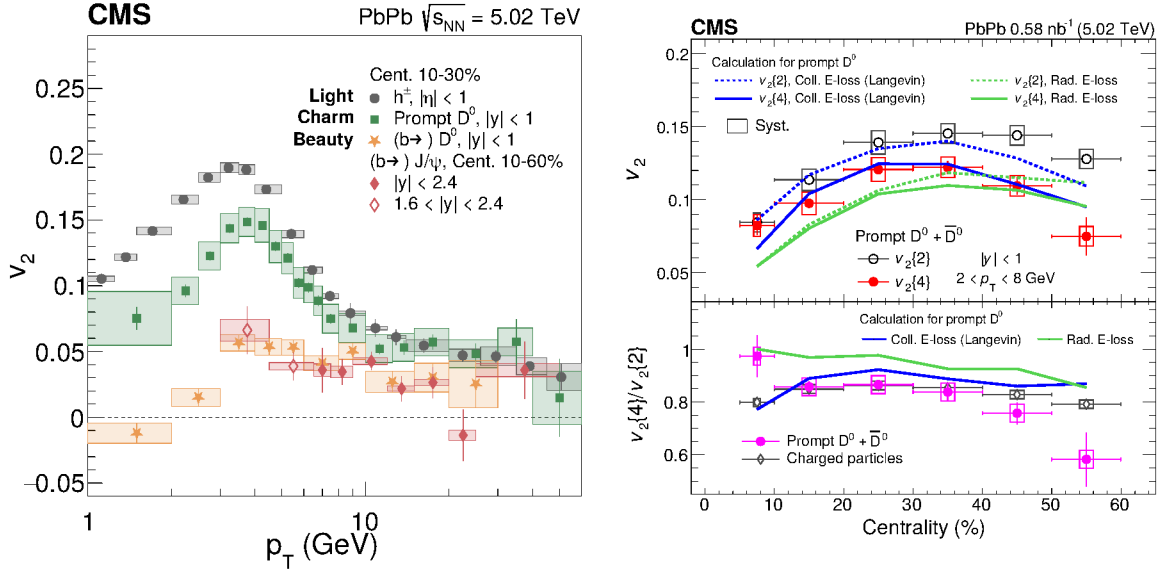 CMS
PbPb √s_NN = 5.02 TeV
Cent. 10-30%
Light h±, |η| < 1
Charm Prompt D⁰, |y| < 1
Beauty (b→) D⁰, |y| < 1
(b→) J/ψ, Cent. 10-60%
|y| < 2.4
1.6 < |y| < 2.4
v₂
0.25
0.2
0.15
0.1
0.05
0
−0.05
1
10
p_T (GeV)
CMS
PbPb 0.58 nb⁻¹ (5.02 TeV)
Calculation for prompt D⁰
v₂{2}, Coll. E-loss (Langevin)
v₂{2}, Rad. E-loss
v₂{4}, Coll. E-loss (Langevin)
v₂{4}, Rad. E-loss
Syst.
Prompt D⁰ + D̅⁰
v₂{2}
|y| < 1
v₂{4}
2 < p_T < 8 GeV
v₂
0.2
0.15
0.1
0.05
Calculation for prompt D⁰
Coll. E-loss (Langevin)
Rad. E-loss
Prompt D⁰ + D̅⁰
Charged particles
v₂{4}/v₂{2}
1
0.8
0.6
0
10
20
30
40
50
60
Centrality (%)